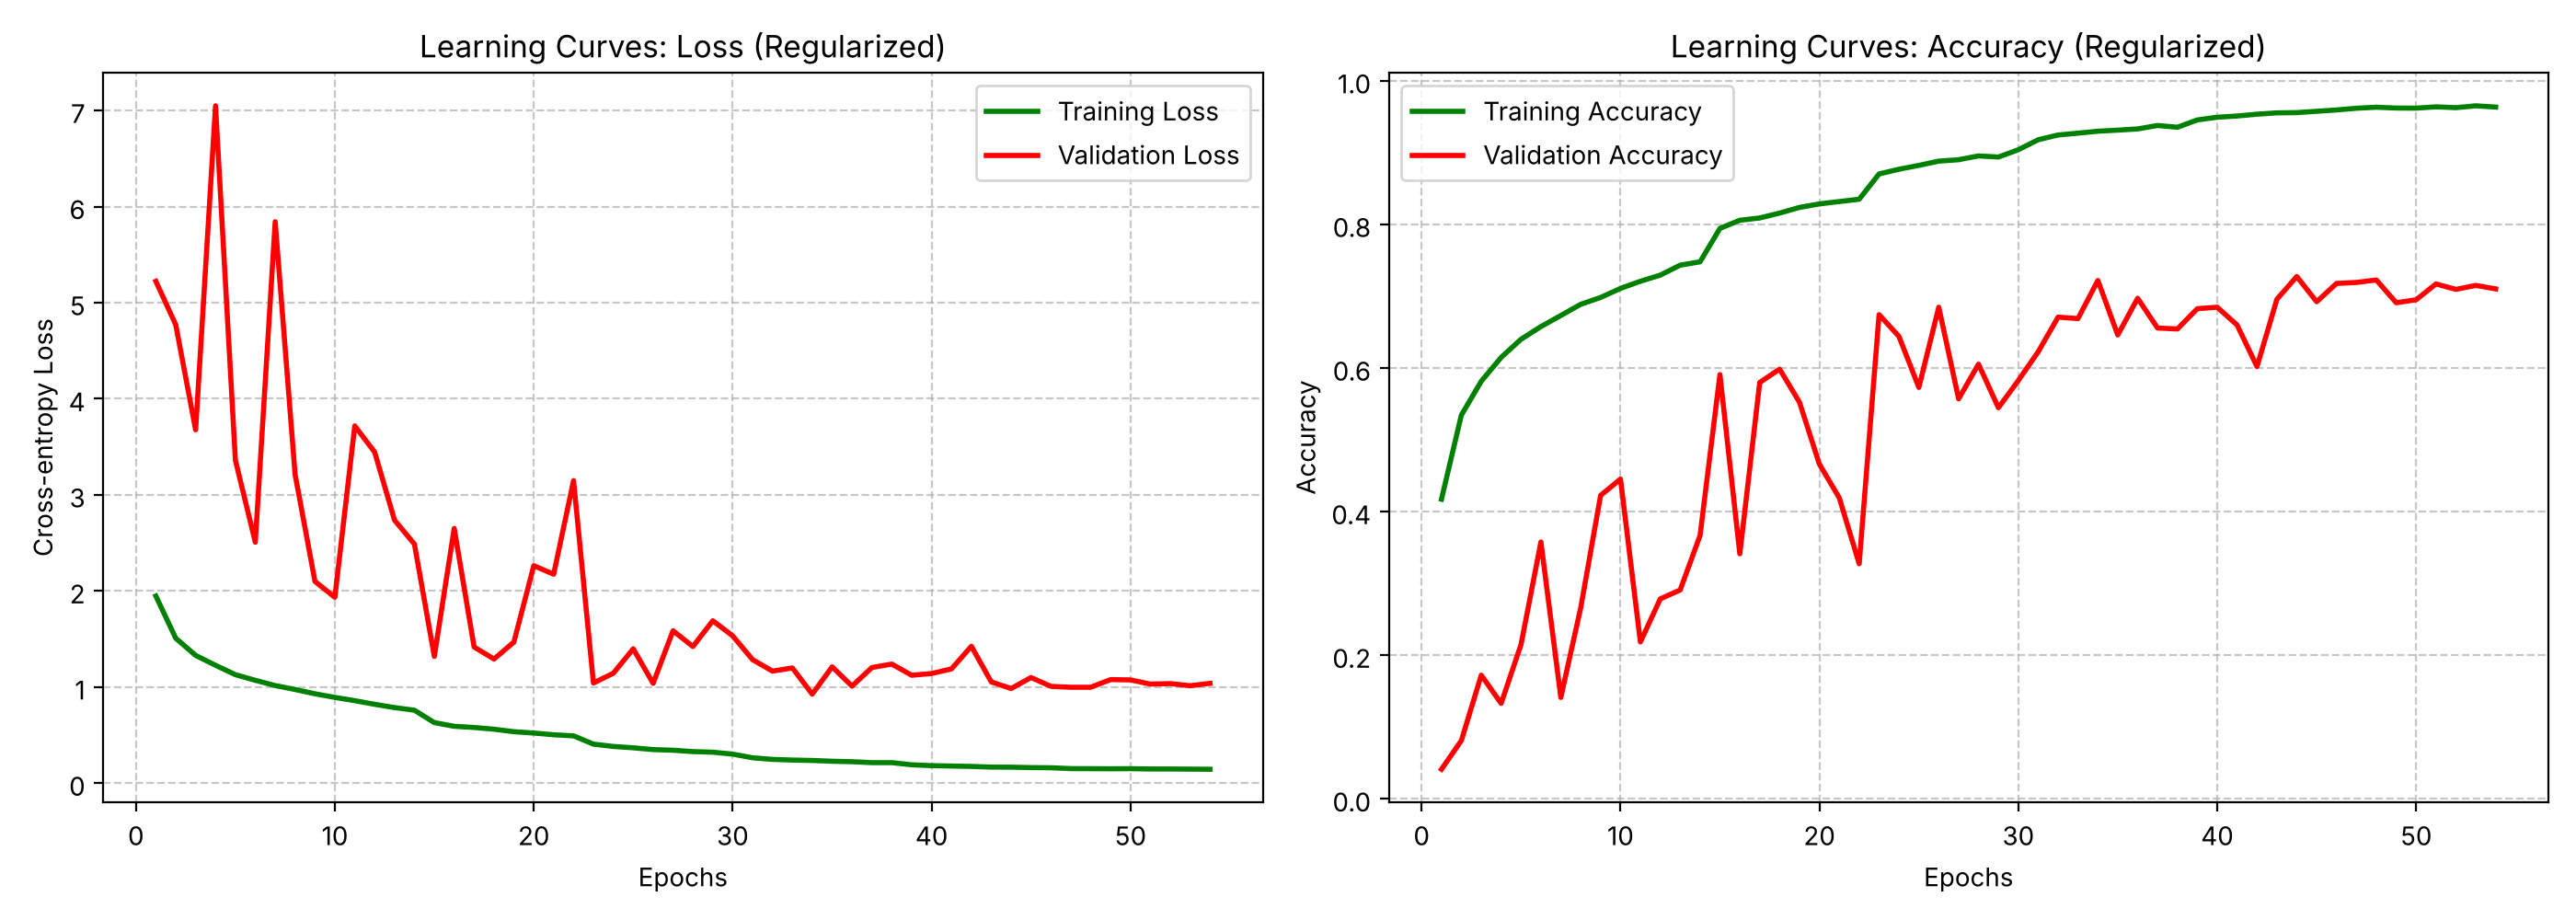 Learning Curves: Loss (Regularized)
Training Loss
Validation Loss
7
6
5
4
3
2
1
0
Cross-entropy Loss
0 10 20 30 40 50
Epochs
Learning Curves: Accuracy (Regularized)
Training Accuracy
Validation Accuracy
1.0
0.8
0.6
0.4
0.2
0.0
Accuracy
0 10 20 30 40 50
Epochs